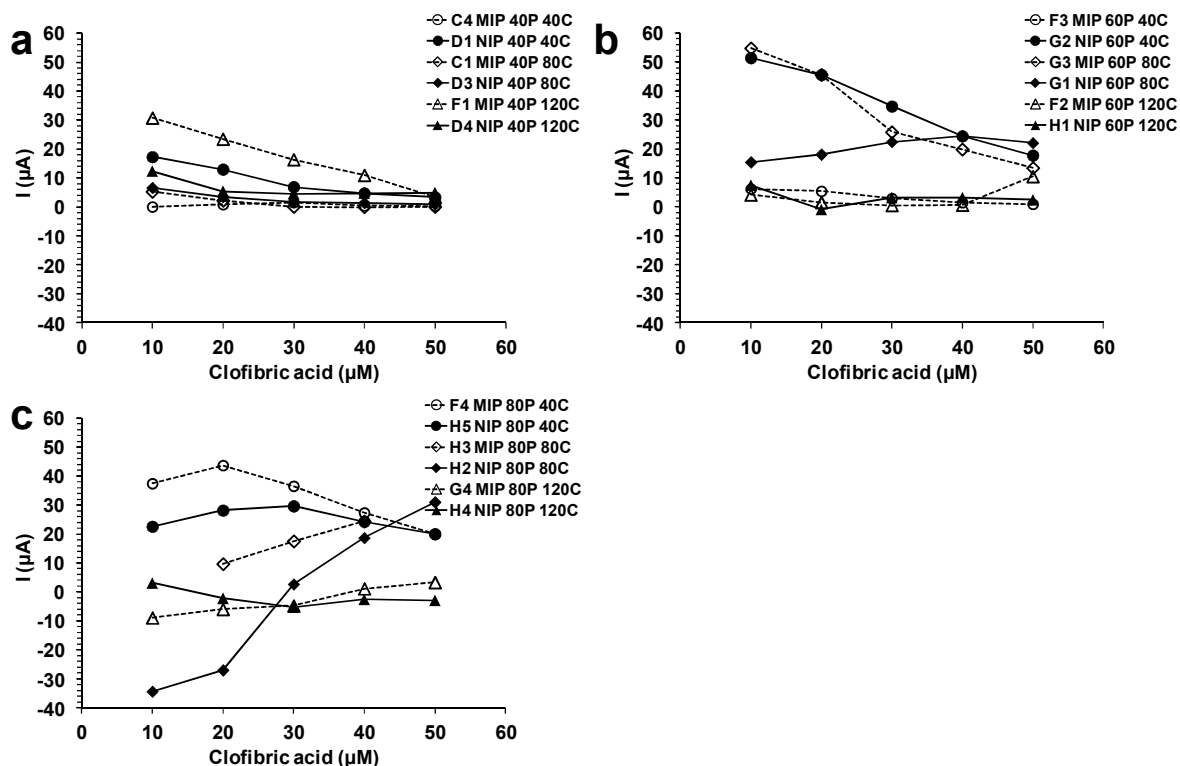 a
C4 MIP 40P 40C
D1 NIP 40P 40C
C1 MIP 40P 80C
D3 NIP 40P 80C
F1 MIP 40P 120C
D4 NIP 40P 120C
60
50
40
30
20
10
0
-10
-20
-30
-40
I (µA)
0 10 20 30 40 50 60
Clofibric acid (µM)
b
F3 MIP 60P 40C
G2 NIP 60P 40C
G3 MIP 60P 80C
G1 NIP 60P 80C
F2 MIP 60P 120C
H1 NIP 60P 120C
60
50
40
30
20
10
0
-10
-20
-30
-40
I (µA)
0 10 20 30 40 50 60
Clofibric acid (µM)
c
F4 MIP 80P 40C
H5 NIP 80P 40C
H3 MIP 80P 80C
H2 NIP 80P 80C
G4 MIP 80P 120C
H4 NIP 80P 120C
60
50
40
30
20
10
0
-10
-20
-30
-40
I (µA)
0 10 20 30 40 50 60
Clofibric acid (µM)